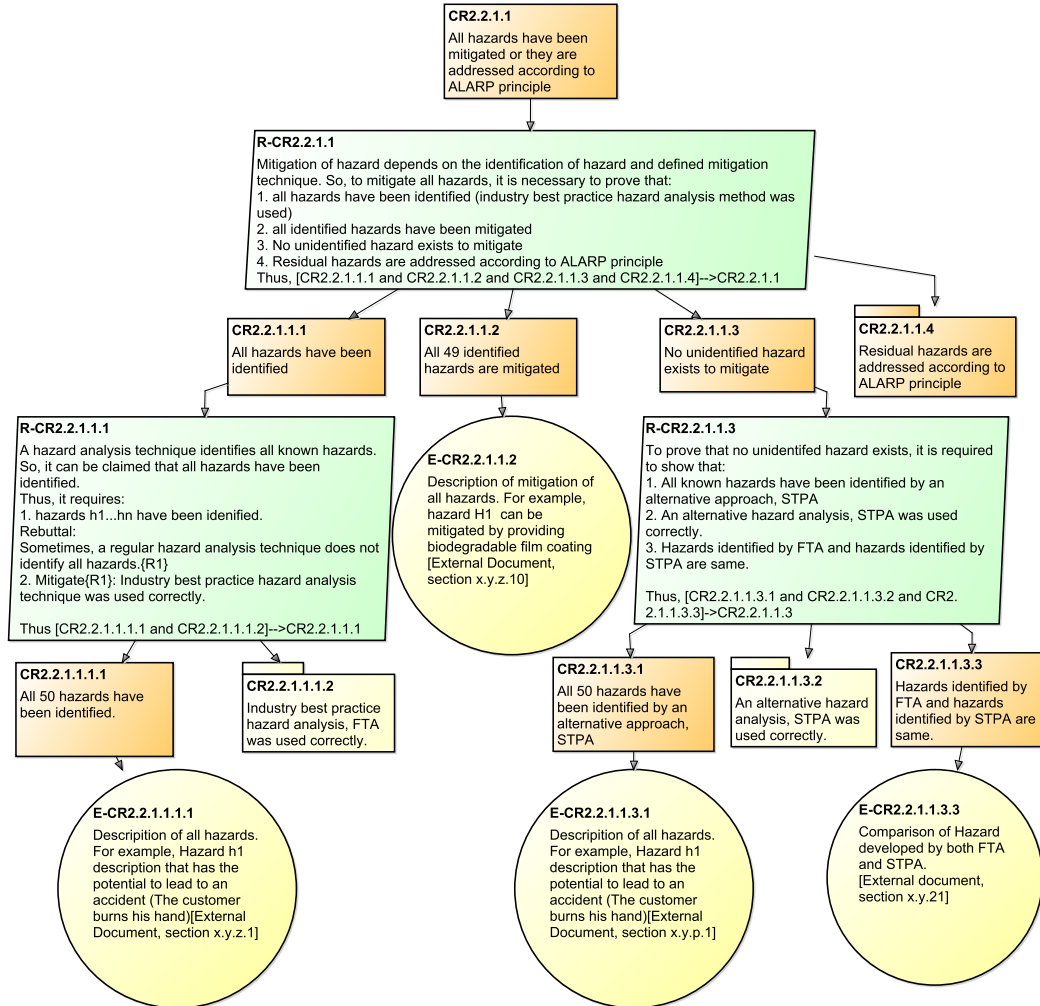 CR2.2.1.1
All hazards have been
mitigated or they are
addressed according to
ALARP principle
R-CR2.2.1.1
Mitigation of hazard depends on the identification of hazard and defined mitigation
technique. So, to mitigate all hazards, it is necessary to prove that:
1. all hazards have been identified (industry best practice hazard analysis method was
used)
2. all identified hazards have been mitigated
3. No unidentified hazard exists to mitigate
4. Residual hazards are addressed according to ALARP principle
Thus, [CR2.2.1.1.1 and CR2.2.1.1.2 and CR2.2.1.1.3 and CR2.2.1.1.4]-->CR2.2.1.1
CR2.2.1.1.1
All hazards have been
identified
CR2.2.1.1.2
All 49 identified
hazards are mitigated
CR2.2.1.1.3
No unidentified hazard
exists to mitigate
CR2.2.1.1.4
Residual hazards are
addressed according to
ALARP principle
R-CR2.2.1.1.1
A hazard analysis technique identifies all known hazards.
So, it can be claimed that all hazards have been
identified.
Thus, it requires:
1. hazards h1...hn have been idenified.
Rebuttal:
Sometimes, a regular hazard analysis technique does not
identify all hazards.{R1}
2. Mitigate{R1}: Industry best practice hazard analysis
technique was used correctly.
Thus [CR2.2.1.1.1.1 and CR2.2.1.1.1.2]-->CR2.2.1.1.1
E-CR2.2.1.1.2
Description of mitigation of
all hazards. For example,
hazard H1 can be
mitigated by providing
biodegradable film coating
[External Document,
section x.y.z.10]
R-CR2.2.1.1.3
To prove that no unidentifed hazard exists, it is required
to show that:
1. All known hazards have been identified by an
alternative approach, STPA
2. An alternative hazard analysis, STPA was used
correctly.
3. Hazards identified by FTA and hazards identified by
STPA are same.
Thus, [CR2.2.1.1.3.1 and CR2.2.1.1.3.2 and CR2.
2.1.1.3.3]->CR2.2.1.1.3
CR2.2.1.1.1.1
All 50 hazards have
been identified.
CR2.2.1.1.1.2
Industry best practice
hazard analysis, FTA
was used correctly.
CR2.2.1.1.3.1
All 50 hazards have
been identified by an
alternative approach,
STPA
CR2.2.1.1.3.2
An alternative hazard
analysis, STPA was
used correctly.
CR2.2.1.1.3.3
Hazards identified by
FTA and hazards
identified by STPA are
same.
E-CR2.2.1.1.1.1
Descripition of all hazards.
For example, Hazard h1
description that has the
potential to lead to an
accident (The customer
burns his hand)[External
Document, section x.y.z.1]
E-CR2.2.1.1.3.1
Descripition of all hazards.
For example, Hazard h1
description that has the
potential to lead to an
accident (The customer
burns his hand)[External
Document, section x.y.p.1]
E-CR2.2.1.1.3.3
Comparison of Hazard
developed by both FTA
and STPA.
[External document,
section x.y.21]